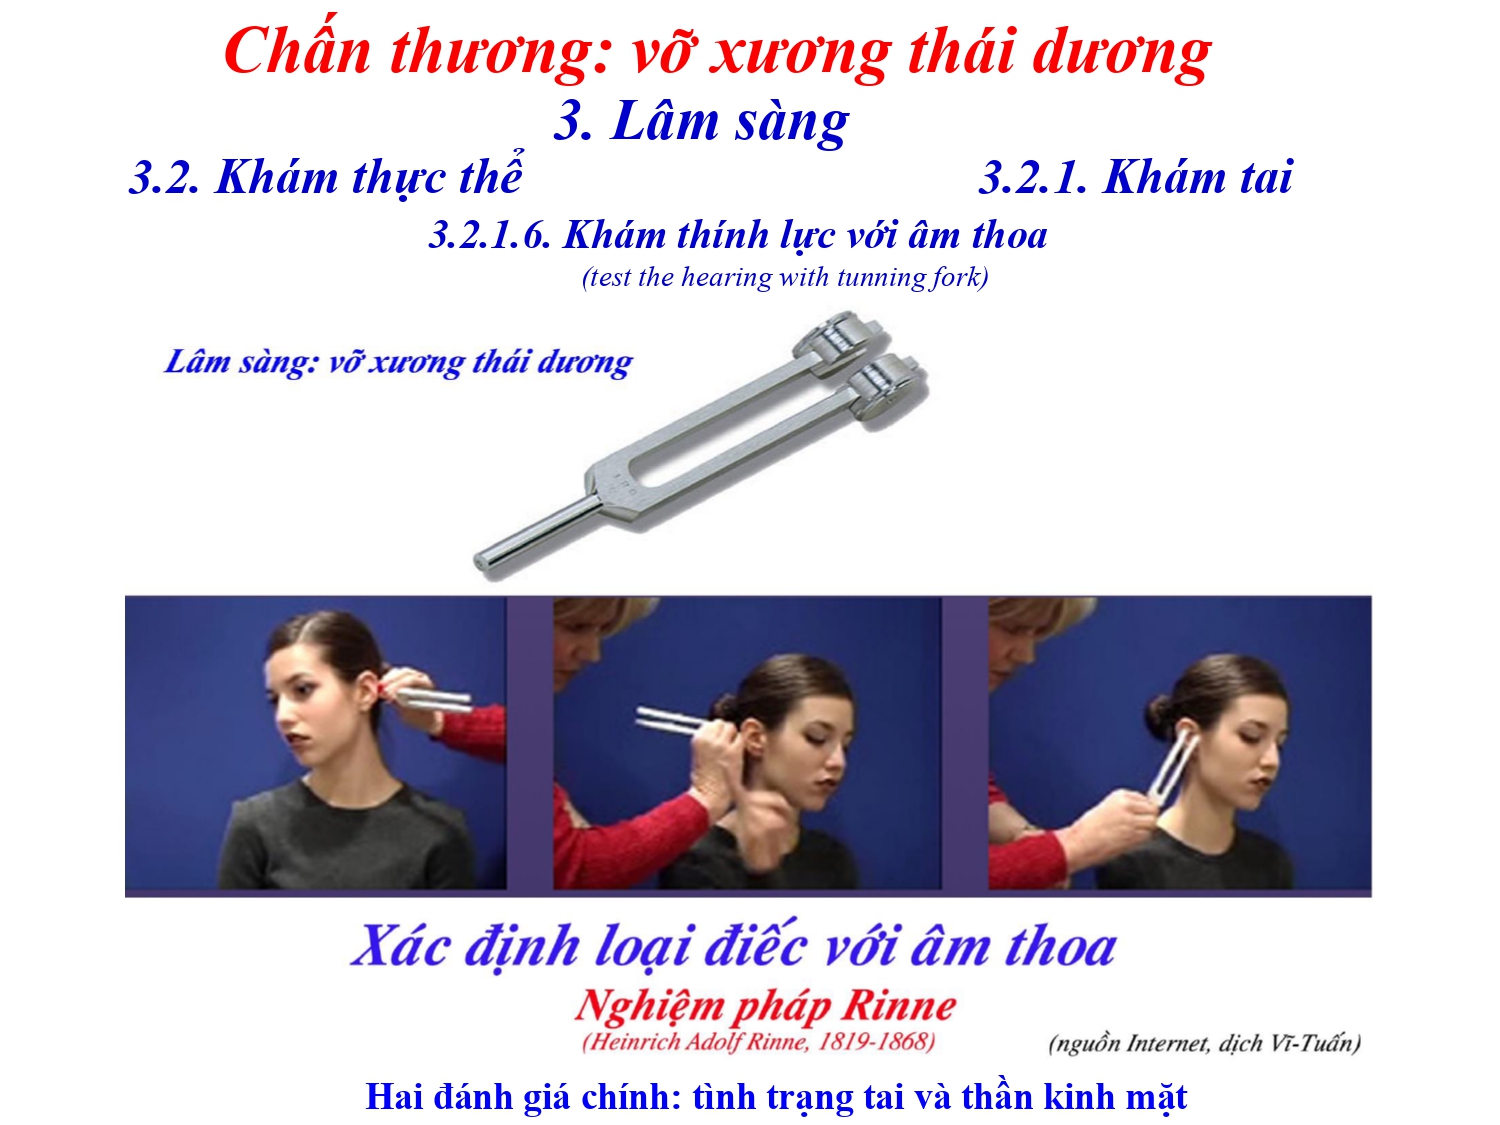 Chấn thương: vỡ xương thái dương
3. Lâm sàng
3.2. Khám thực thể 3.2.1. Khám tai
3.2.1.6. Khám thính lực với âm thoa
(test the hearing with tunning fork)
Lâm sàng: vỡ xương thái dương
Xác định loại điếc với âm thoa
Nghiệm pháp Rinne
(Heinrich Adolf Rinne, 1819-1868) (nguồn Internet, dịch Vĩ-Tuấn)
Hai đánh giá chính: tình trạng tai và thần kinh mặt